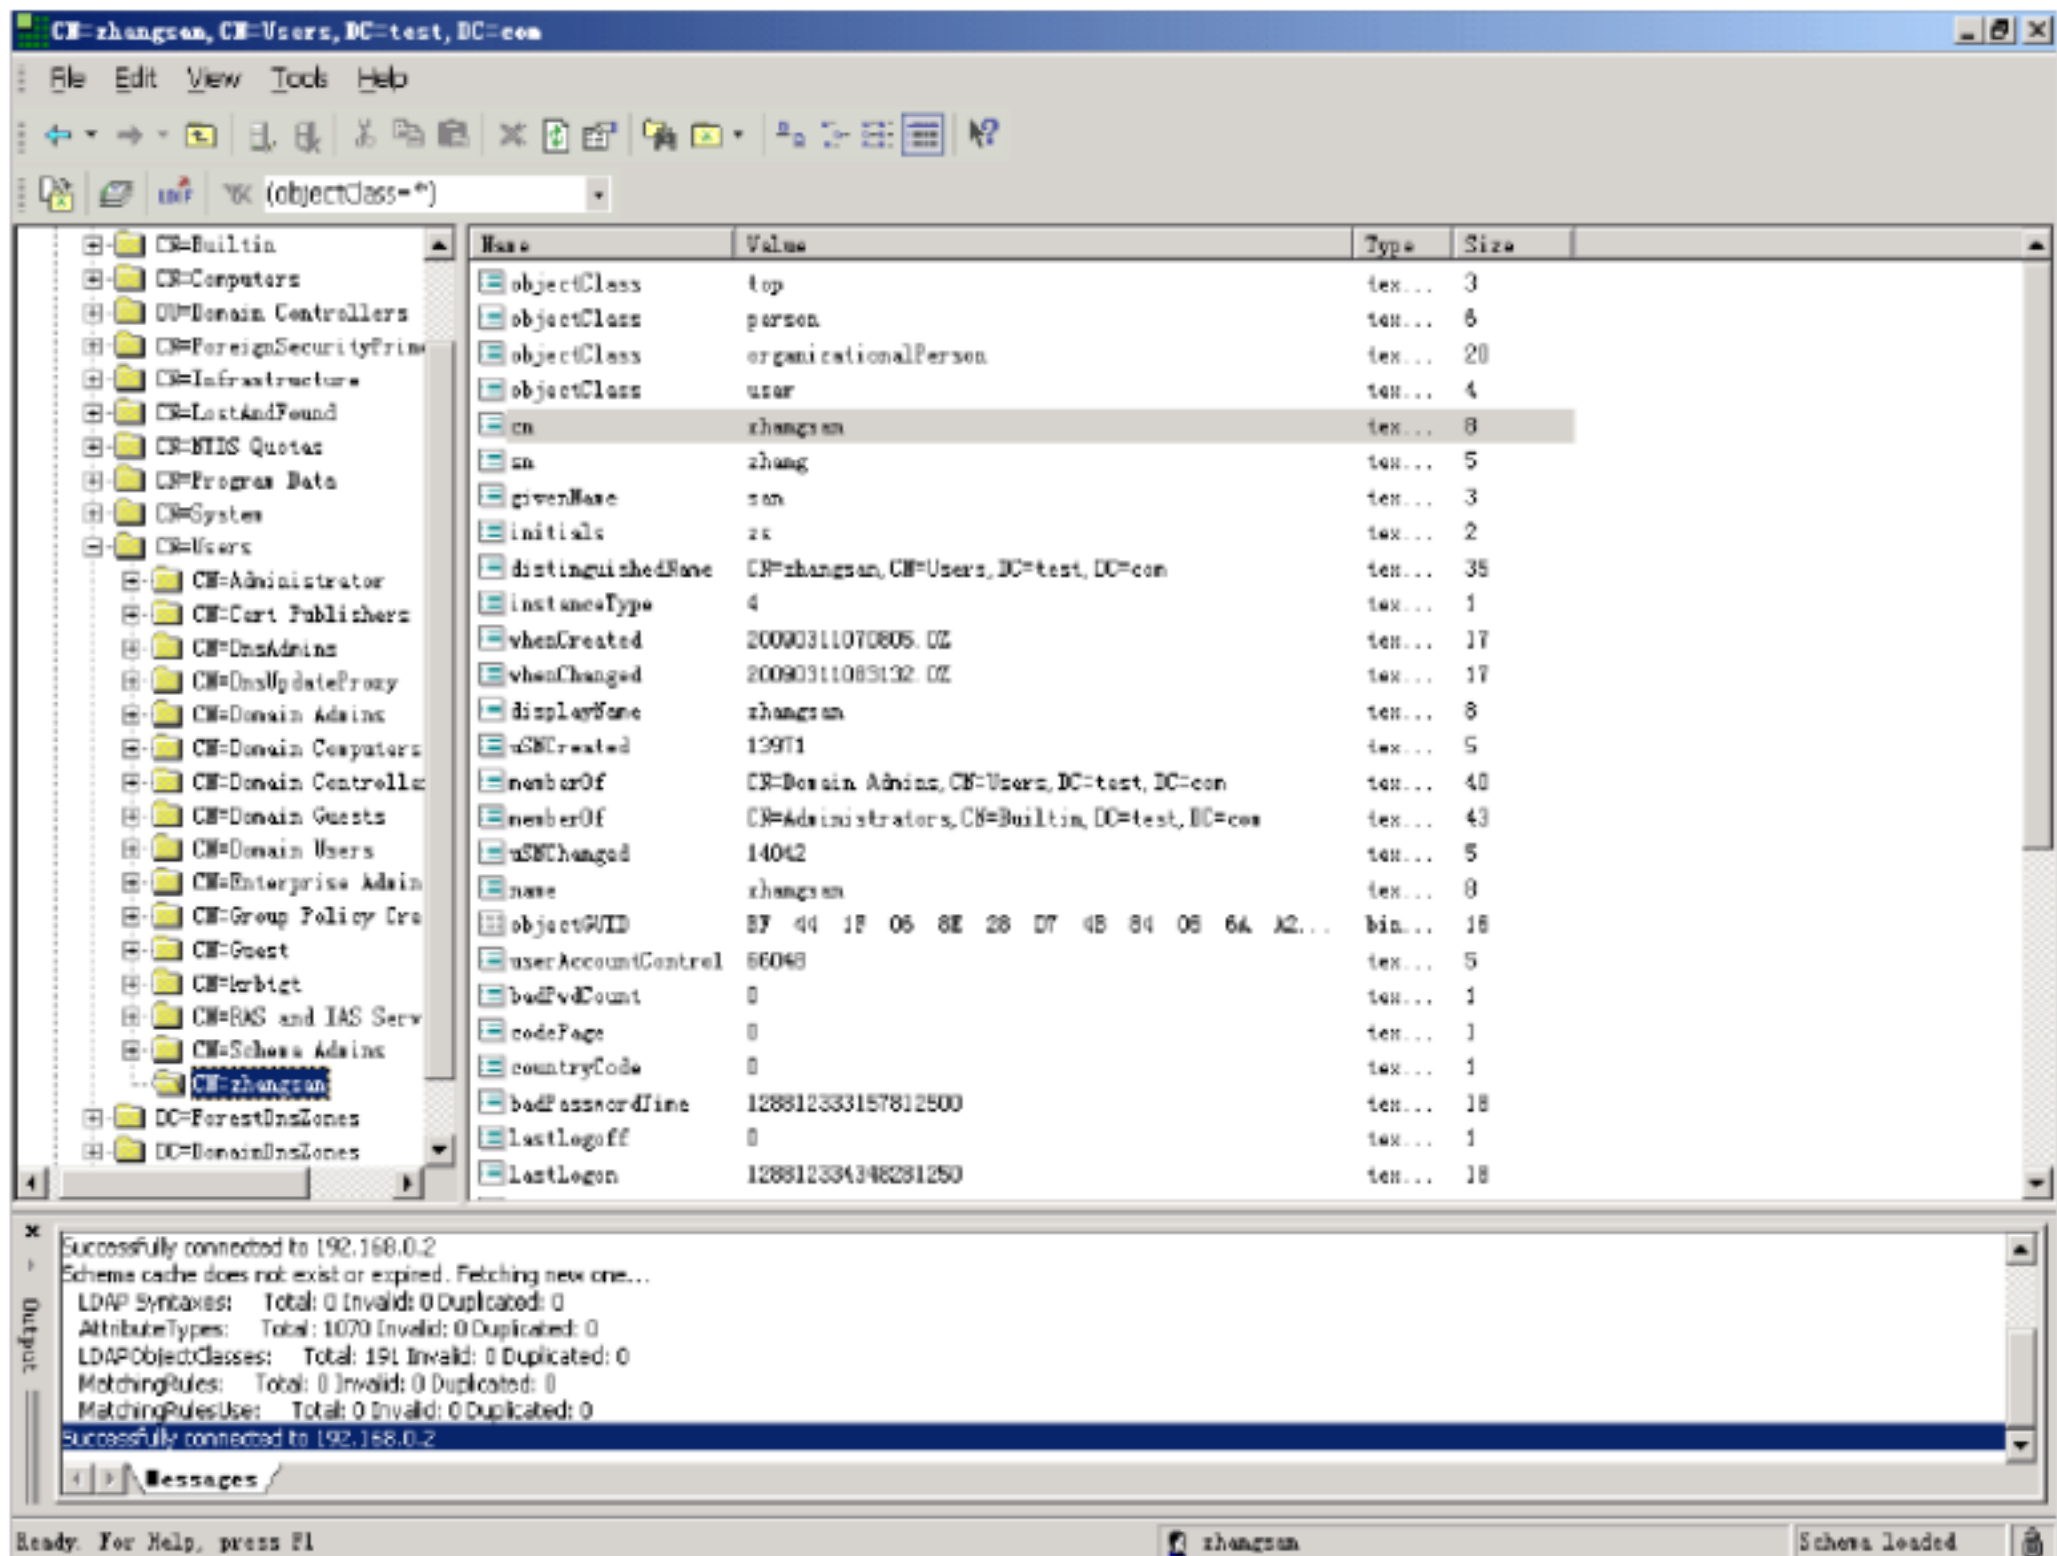 CN=zhangsan,CN=Users,DC=test,DC=com
File Edit View Tools Help
(objectClass=*)
CN=Builtin
CN=Computers
OU=Domain Controllers
CN=ForeignSecurityPrinc
CN=Infrastructure
CN=LostAndFound
CN=NTDS Quotas
CN=Program Data
CN=System
CN=Users
CN=Administrator
CN=Cert Publishers
CN=DnsAdmins
CN=DnsUpdateProxy
CN=Domain Admins
CN=Domain Computers
CN=Domain Controller
CN=Domain Guests
CN=Domain Users
CN=Enterprise Admin
CN=Group Policy Cre
CN=Guest
CN=krbtgt
CN=RAS and IAS Serv
CN=Schema Admins
CN=zhangsan
DC=ForestDnsZones
DC=DomainDnsZones
Name Value Type Size
objectClass top tex... 3
objectClass person tex... 6
objectClass organizationalPerson tex... 20
objectClass user tex... 4
cn zhangsan tex... 8
sn zhang tex... 5
givenName san tex... 3
initials zs tex... 2
distinguishedName CN=zhangsan,CN=Users,DC=test,DC=com tex... 35
instanceType 4 tex... 1
whenCreated 20090311070805.0Z tex... 17
whenChanged 20090311083132.0Z tex... 17
displayName zhangsan tex... 8
uSNCreated 13971 tex... 5
memberOf CN=Domain Admins,CN=Users,DC=test,DC=com tex... 40
memberOf CN=Administrators,CN=Builtin,DC=test,DC=com tex... 43
uSNChanged 14042 tex... 5
name zhangsan tex... 8
objectGUID 44 06 28 D7 4B 84 6A A2... bin... 16
userAccountControl 66048 tex... 5
badPwdCount 0 tex... 1
codePage 0 tex... 1
countryCode 0 tex... 1
badPasswordTime 128812333157812500 tex... 18
lastLogoff 0 tex... 1
lastLogon 128812334348281250 tex... 18
Output
Successfully connected to 192.168.0.2
Schema cache does not exist or expired. Fetching new one...
LDAP Syntaxes: Total: 0 Invalid: 0 Duplicated: 0
AttributeTypes: Total: 1070 Invalid: 0 Duplicated: 0
LDAPObjectClasses: Total: 191 Invalid: 0 Duplicated: 0
MatchingRules: Total: 0 Invalid: 0 Duplicated: 0
MatchingRulesUse: Total: 0 Invalid: 0 Duplicated: 0
Successfully connected to 192.168.0.2
Messages
Ready. For Help, press F1
zhangsan
Schema loaded